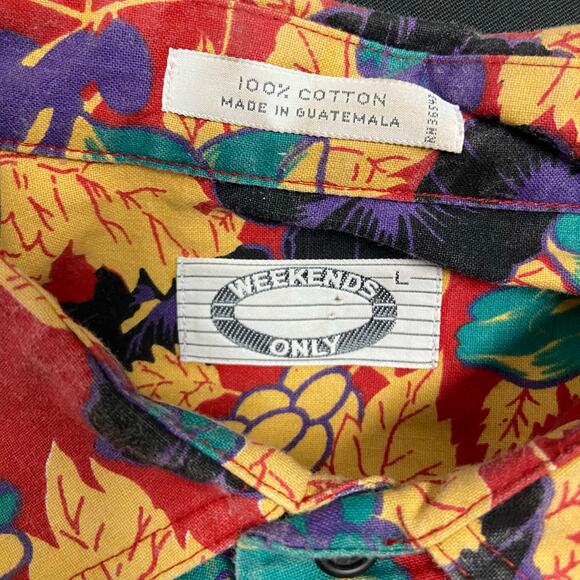 100% COTTON
MADE IN GUATEMALA
WEEKENDS
ONLY
L